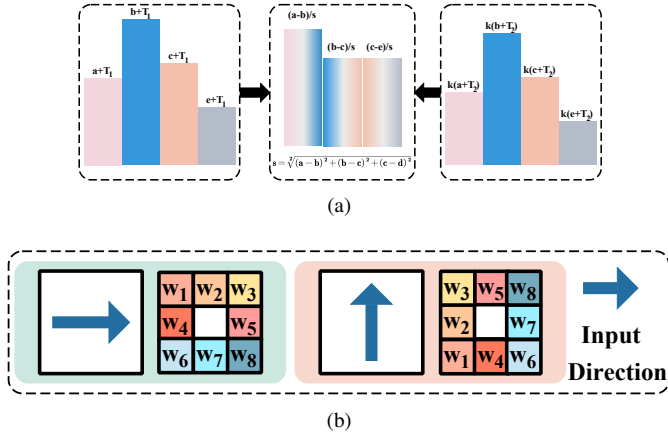 b+T₁
a+T₁
c+T₁
e+T₁
(a-b)/s
(b-c)/s
(c-e)/s
s = ²√(a − b)² + (b − c)² + (c − d)²
k(b+T₂)
k(a+T₂)
k(c+T₂)
k(e+T₂)
(a)
w₁ w₂ w₃
w₄ w₅
w₆ w₇ w₈
w₃ w₅ w₈
w₂ w₇
w₁ w₄ w₆
Input
Direction
(b)